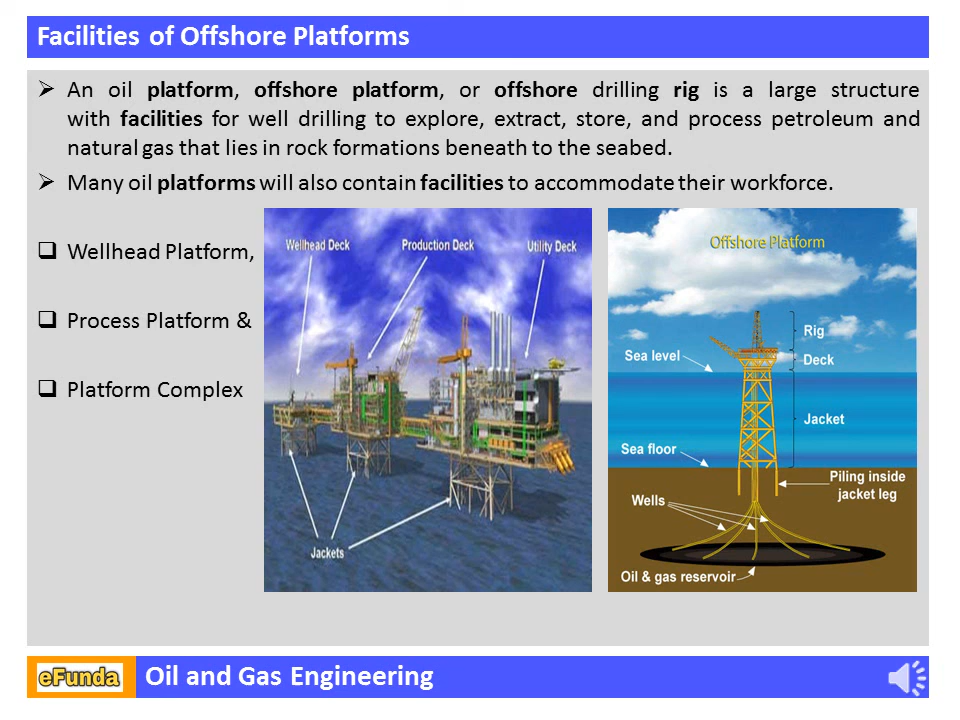 Facilities of Offshore Platforms
➢ An oil platform, offshore platform, or offshore drilling rig is a large structure
with facilities for well drilling to explore, extract, store, and process petroleum and
natural gas that lies in rock formations beneath to the seabed.
➢ Many oil platforms will also contain facilities to accommodate their workforce.
❑ Wellhead Platform,
❑ Process Platform &
❑ Platform Complex
Wellhead Deck
Production Deck
Utility Deck
Jackets
Offshore Platform
Rig
Sea level
Deck
Jacket
Sea floor
Piling inside
jacket leg
Wells
Oil & gas reservoir
eFunda
Oil and Gas Engineering